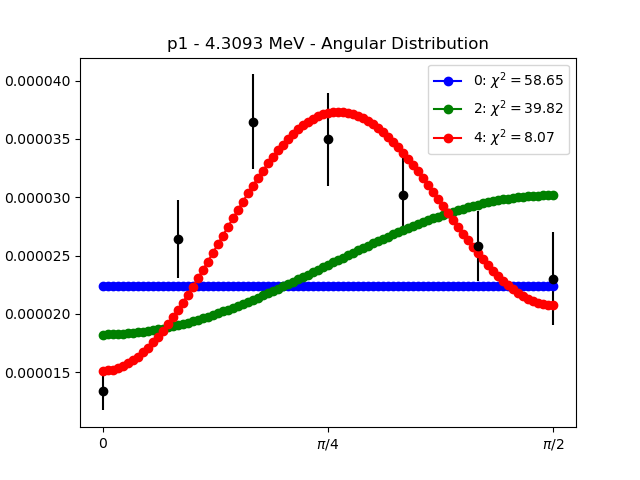 p1 - 4.3093 MeV - Angular Distribution
0: χ² = 58.65
2: χ² = 39.82
4: χ² = 8.07
0.000040
0.000035
0.000030
0.000025
0.000020
0.000015
0
π/4
π/2